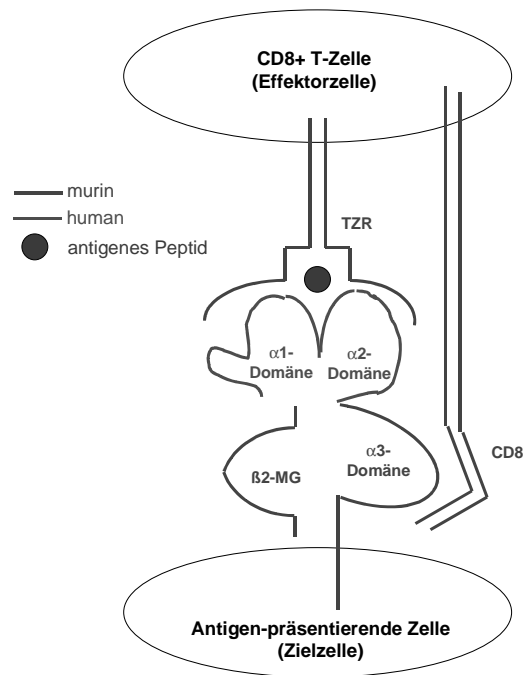 CD8+ T-Zelle
(Effektorzelle)
murin
human
antigenes Peptid
TZR
α1-
Domäne
α2-
Domäne
ß2-MG
α3-
Domäne
CD8
Antigen-präsentierende Zelle
(Zielzelle)